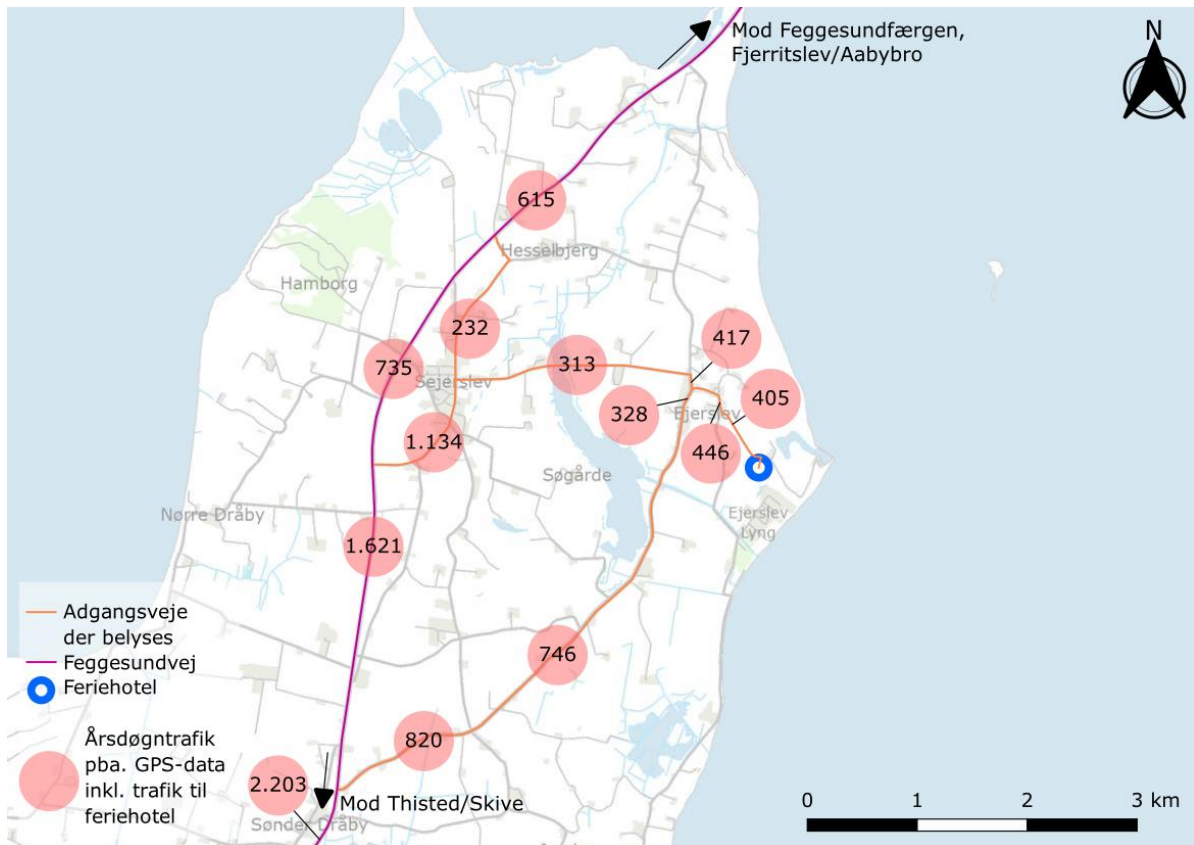 Mod Feggesundfærgen,
Fjerritslev/Aabybro
N
615
Hesselbjerg
Hamborg
232
417
735
313
Sejerslev
405
328
Ejerslev
1.134
446
Søgårde
Nørre Dråby
Ejerslev
Lyng
1.621
Adgangsveje
der belyses
Feggesundvej
Feriehotel
746
Årsdøgntrafik
pba. GPS-data
inkl. trafik til
feriehotel
820
2.203
Mod Thisted/Skive
Sønder Dråby
0 1 2 3 km